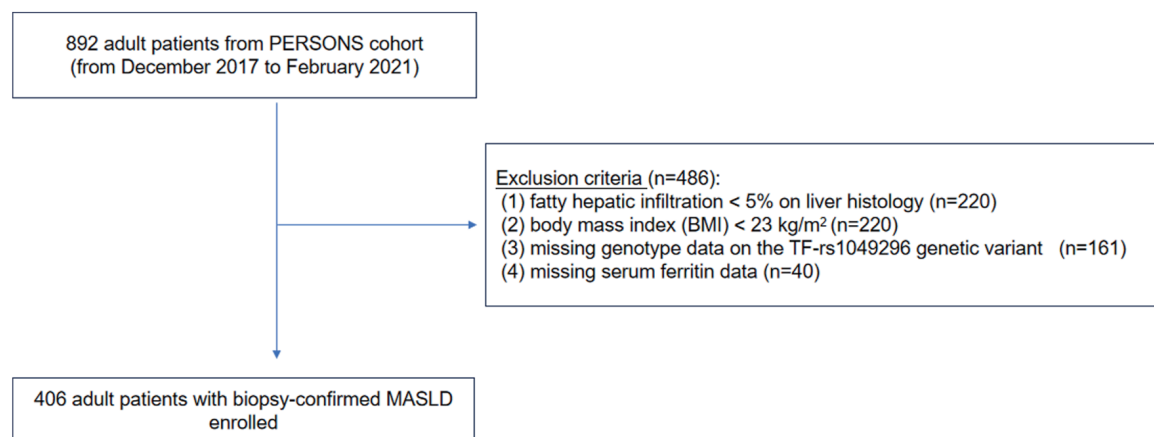 892 adult patients from PERSONS cohort
(from December 2017 to February 2021)
Exclusion criteria (n=486):
(1) fatty hepatic infiltration < 5% on liver histology (n=220)
(2) body mass index (BMI) < 23 kg/m² (n=220)
(3) missing genotype data on the TF-rs1049296 genetic variant (n=161)
(4) missing serum ferritin data (n=40)
406 adult patients with biopsy-confirmed MASLD
enrolled